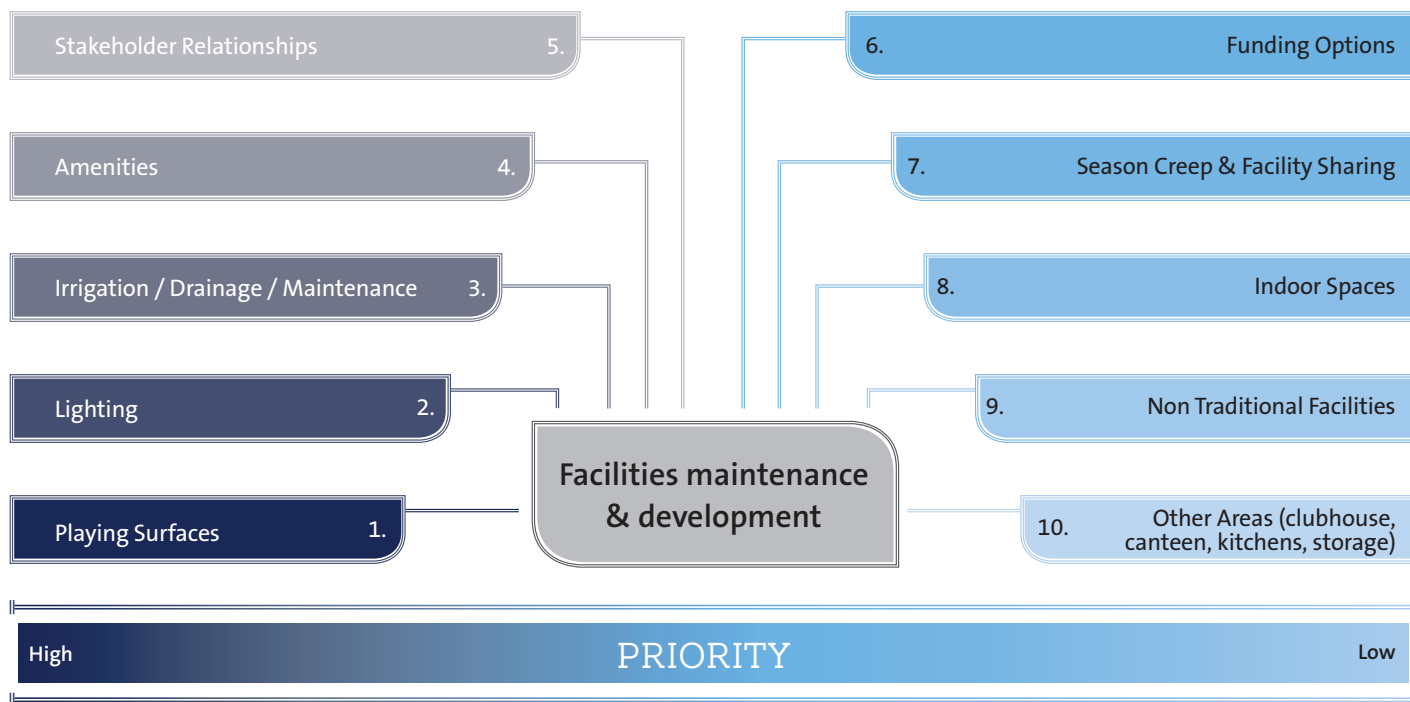 Stakeholder Relationships 5.
6. Funding Options
Amenities 4.
7. Season Creep & Facility Sharing
Irrigation / Drainage / Maintenance 3.
8. Indoor Spaces
Lighting 2.
9. Non Traditional Facilities
Facilities maintenance
& development
Playing Surfaces 1.
10. Other Areas (clubhouse,
canteen, kitchens, storage)
High PRIORITY Low